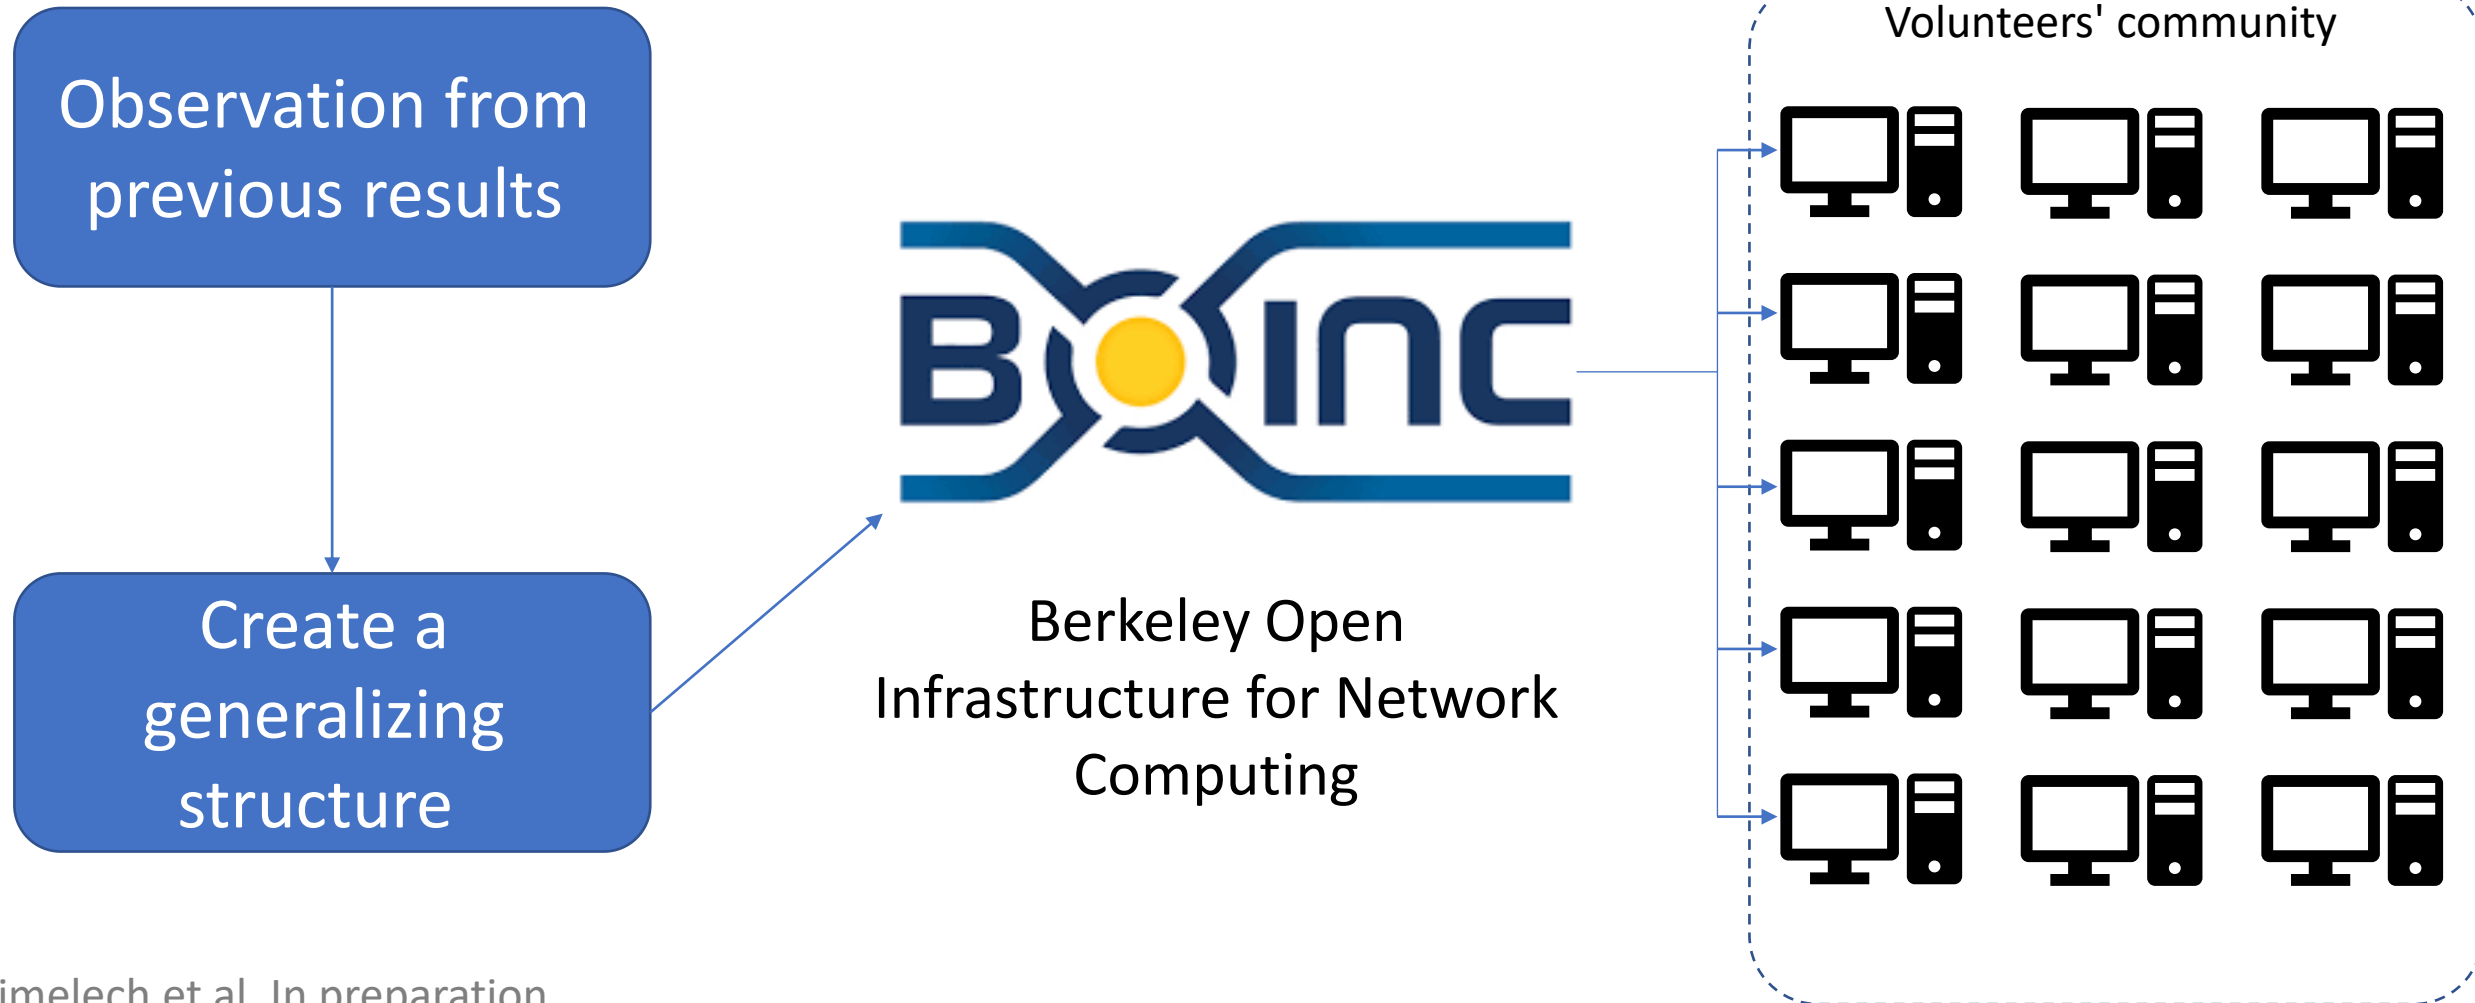 Observation from
previous results
Create a
generalizing
structure
BOINC
Berkeley Open
Infrastructure for Network
Computing
Volunteers' community
et al. In preparation